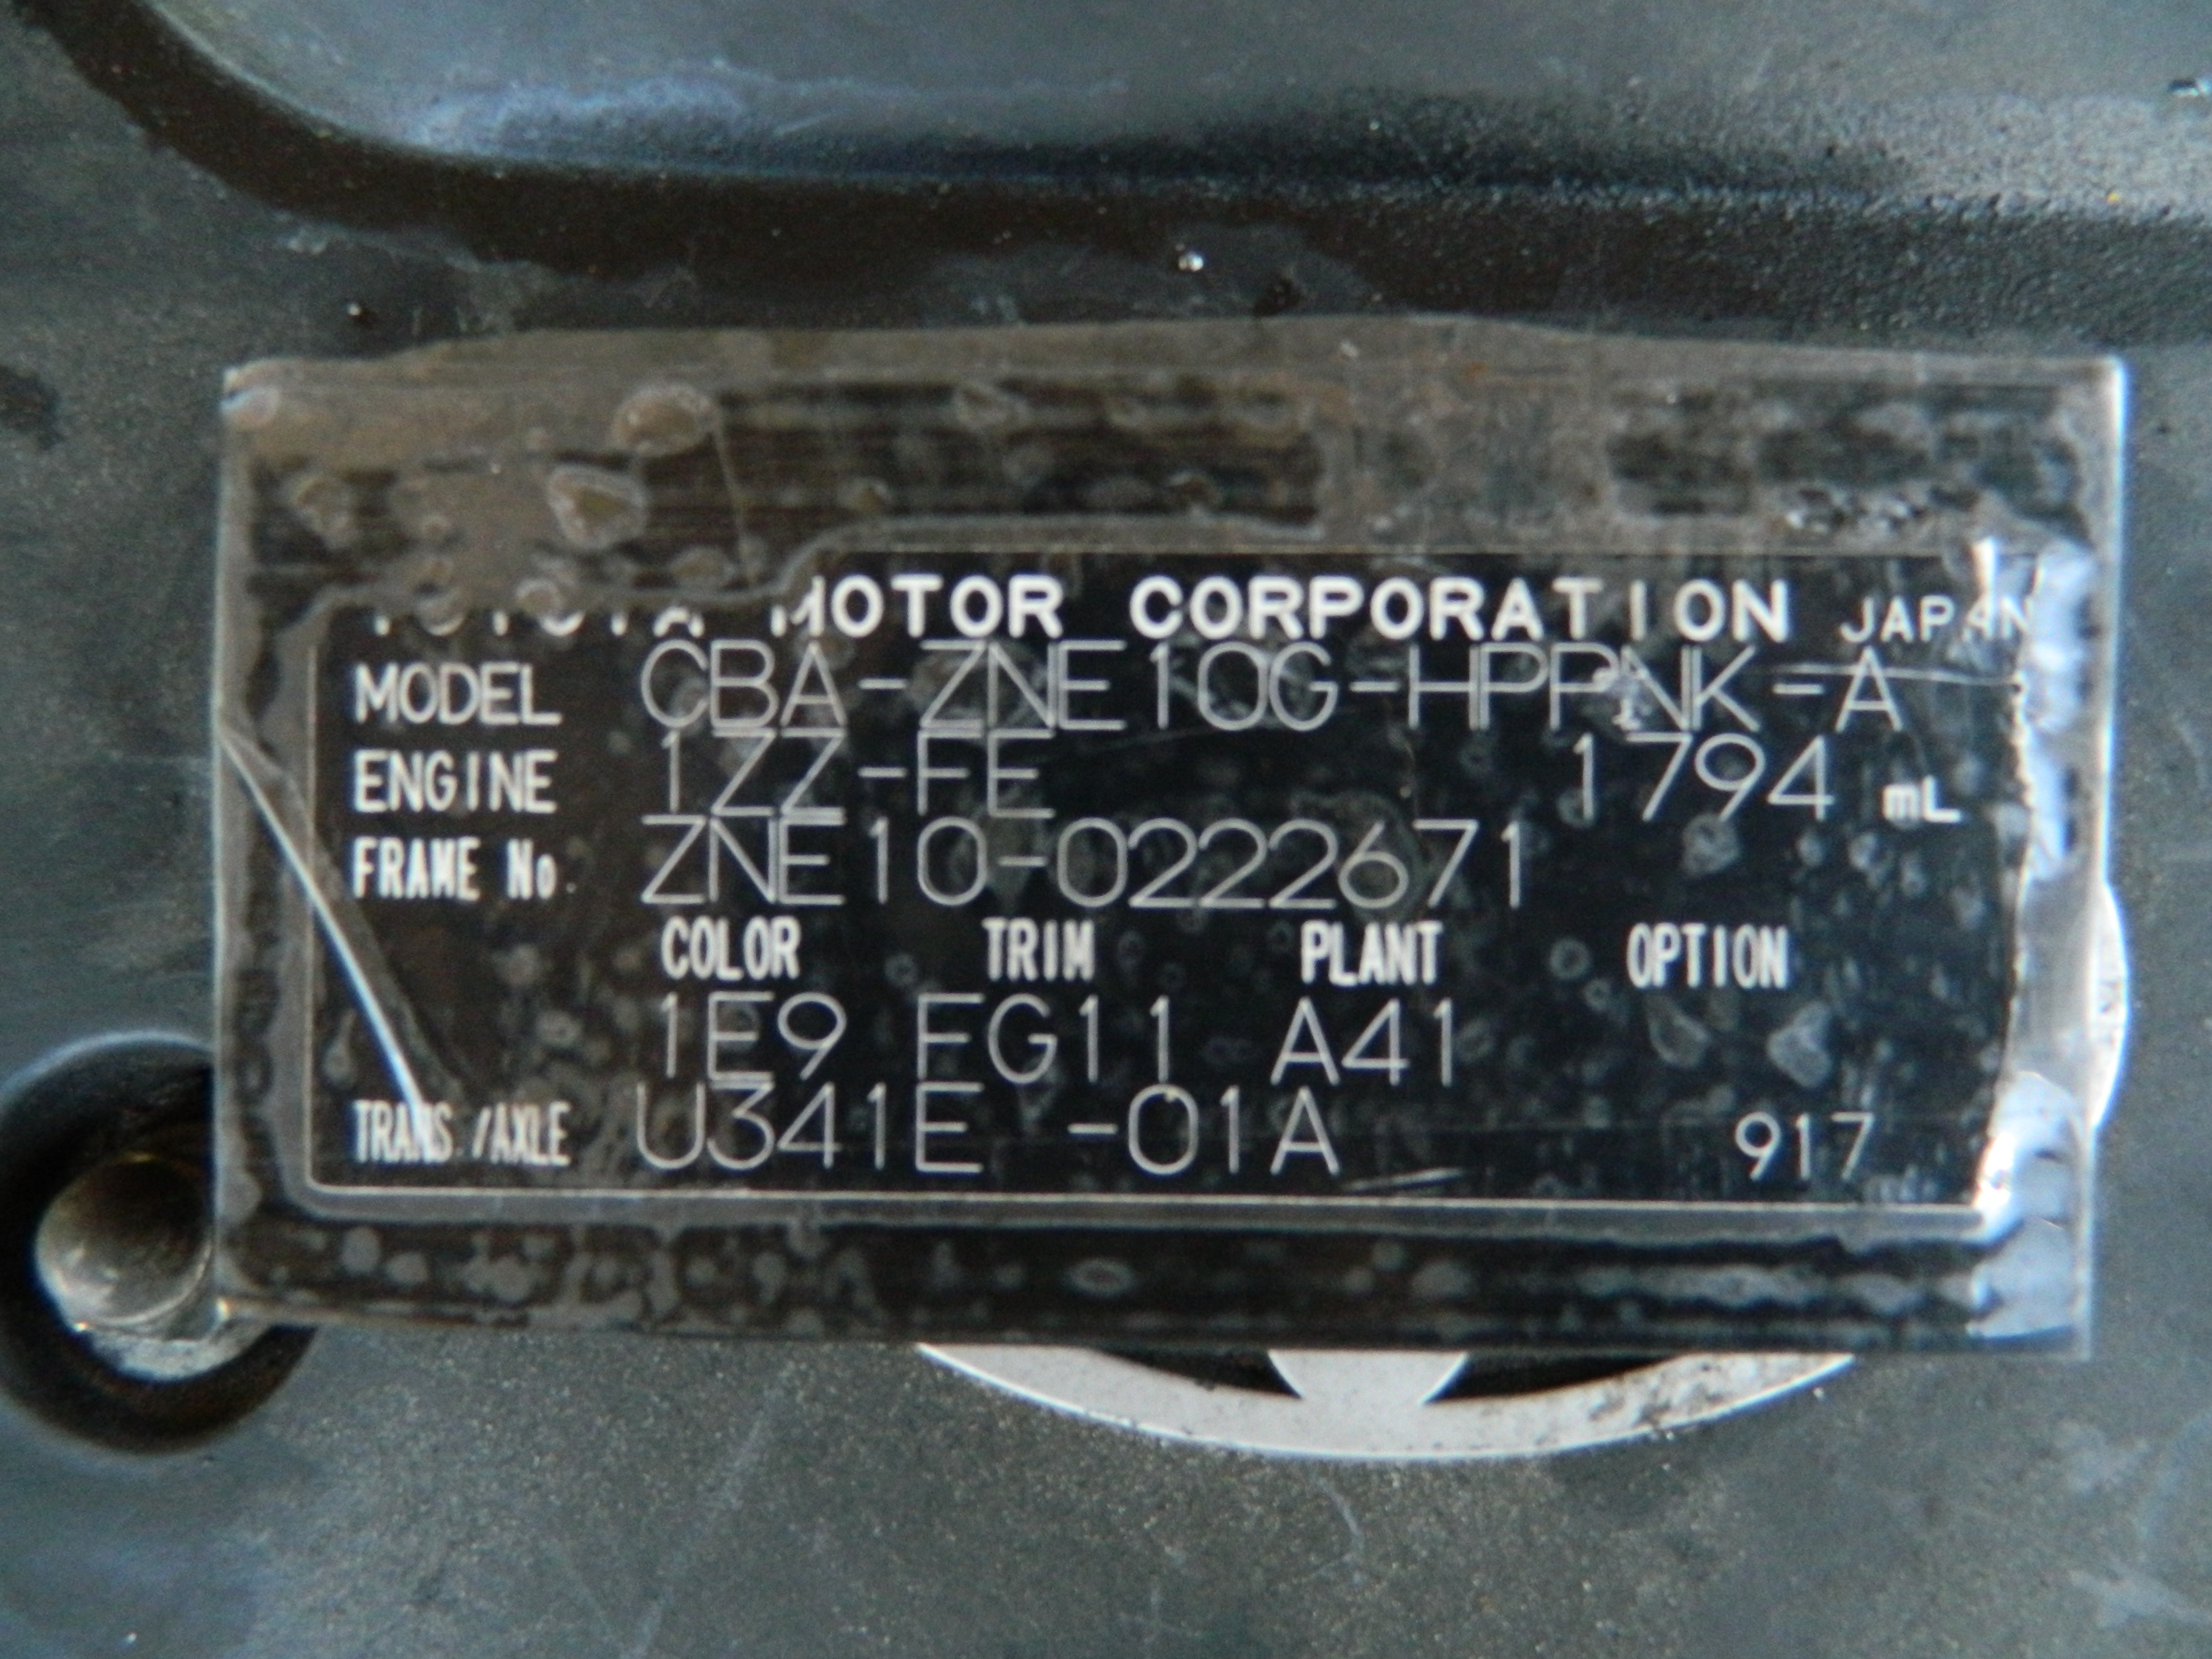 TOYOTA MOTOR CORPORATION JAPAN
MODEL CBA-ZNE10G-HPPNK-A
ENGINE 1ZZ-FE 1794 mL
FRAME No. ZNE10-0222671
COLOR TRIM PLANT OPTION
1E9 FG11 A41
TRANS./AXLE U341E -01A 917